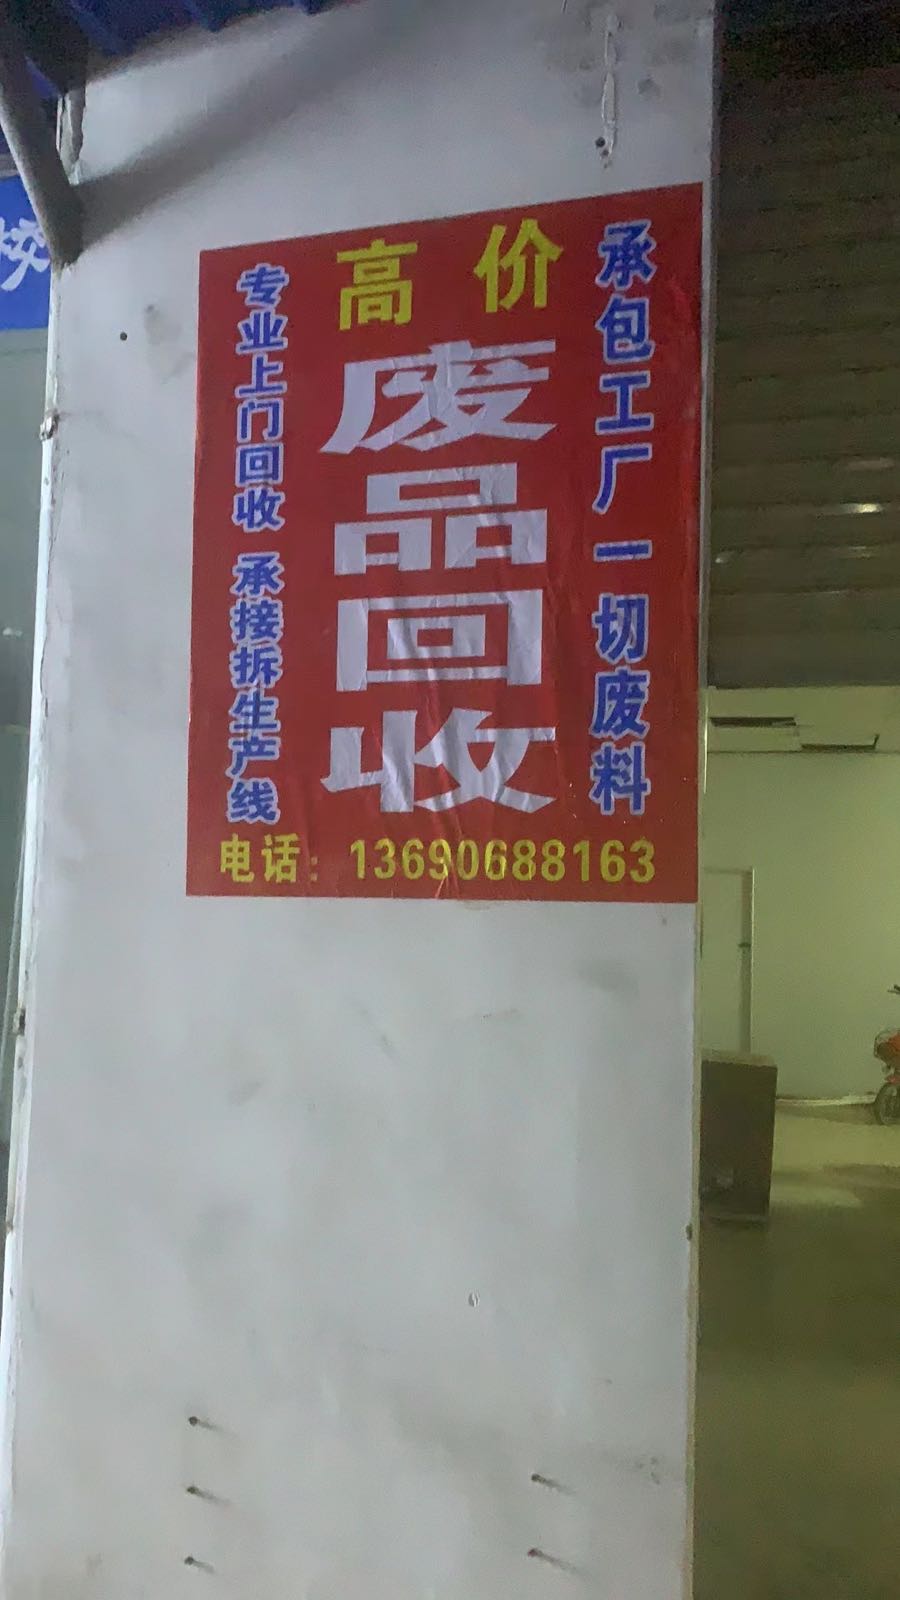 高价
承包工厂一切废料
废品回收
专业上门回收 承接拆生产线
电话：13690688163